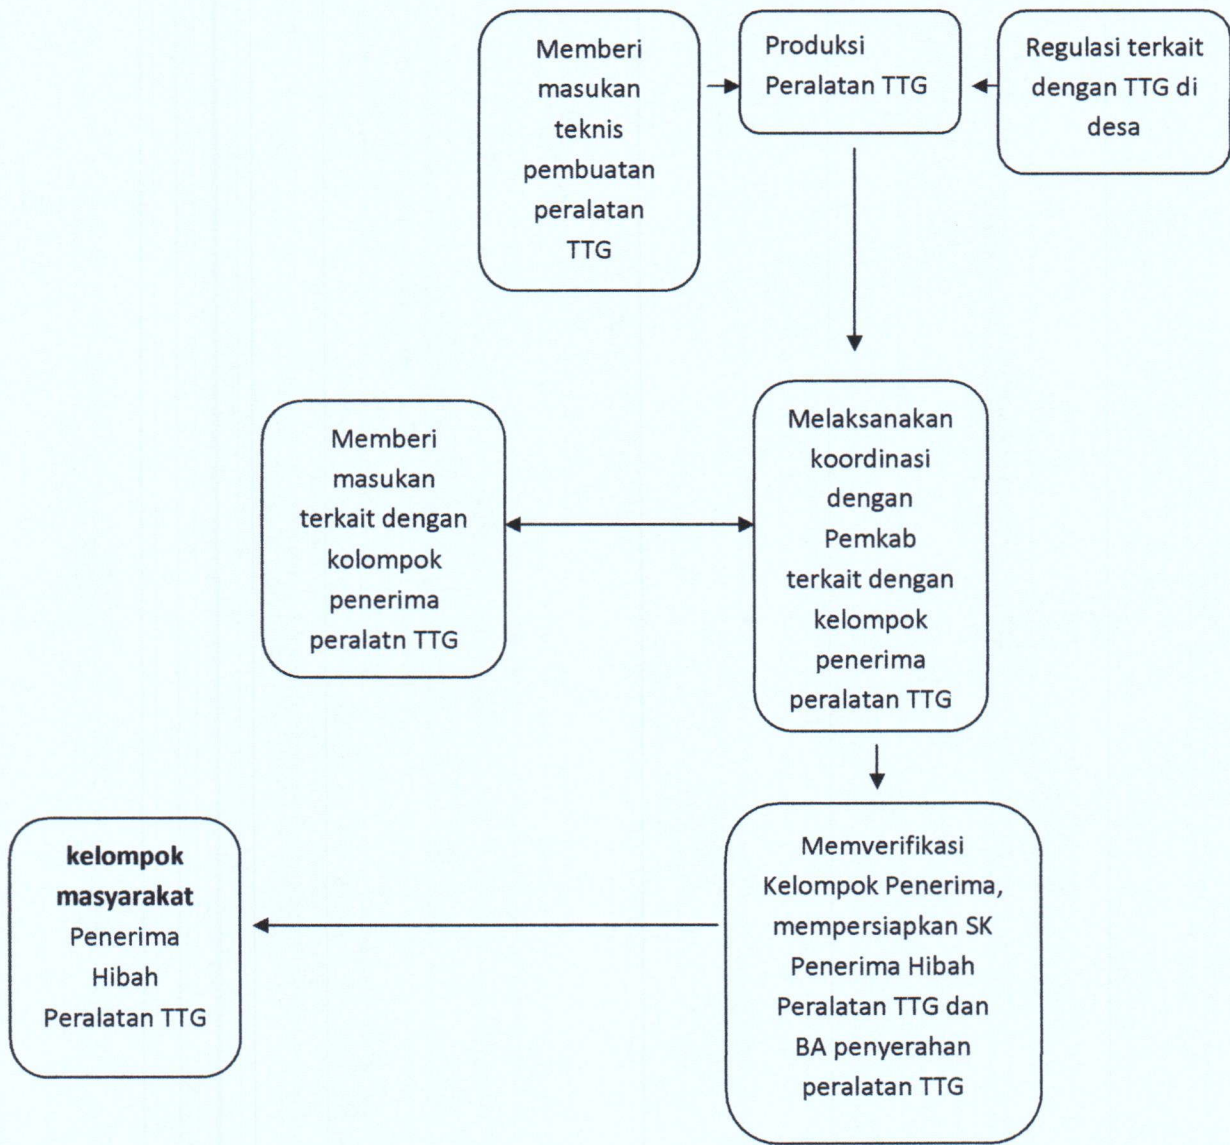 Memberi
masukan
teknis
pembuatan
peralatan
TTG
Produksi
Peralatan TTG
Regulasi terkait
dengan TTG di
desa
Memberi
masukan
terkait dengan
kolompok
penerima
peralatn TTG
Melaksanakan
koordinasi
dengan
Pemkab
terkait dengan
kelompok
penerima
peralatan TTG
kelompok
masyarakat
Penerima
Hibah
Peralatan TTG
Memverifikasi
Kelompok Penerima,
mempersiapkan SK
Penerima Hibah
Peralatan TTG dan
BA penyerahan
peralatan TTG